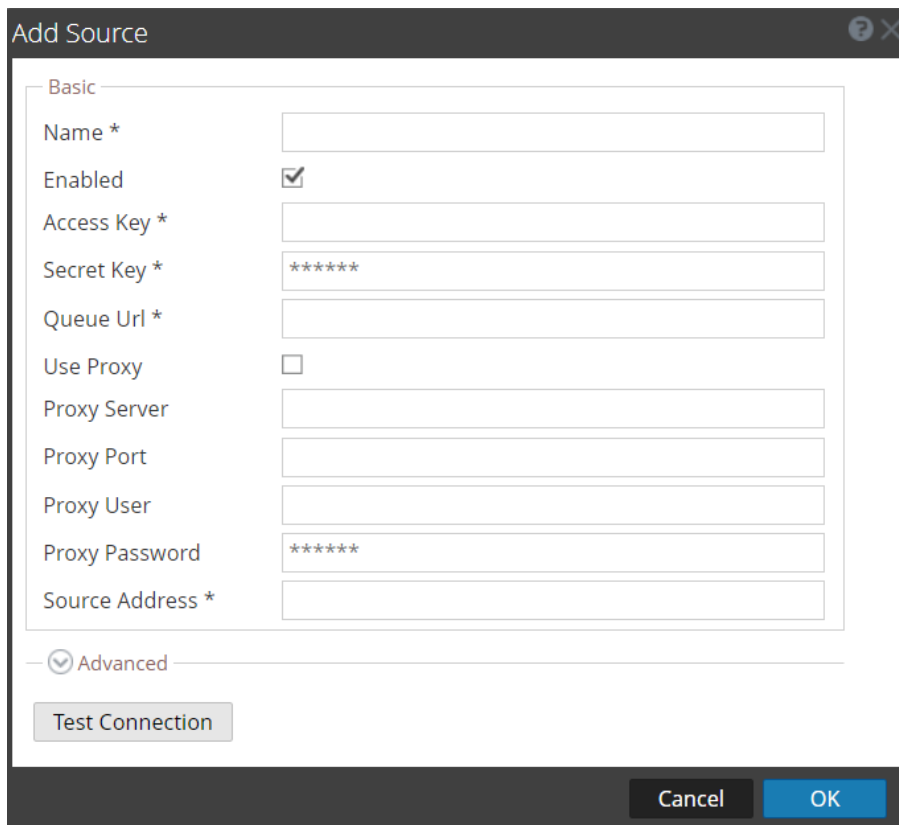 Add Source
Basic
Name *
Enabled
Access Key *
Secret Key * ******
Queue Url *
Use Proxy
Proxy Server
Proxy Port
Proxy User
Proxy Password ******
Source Address *
Advanced
Test Connection
Cancel OK